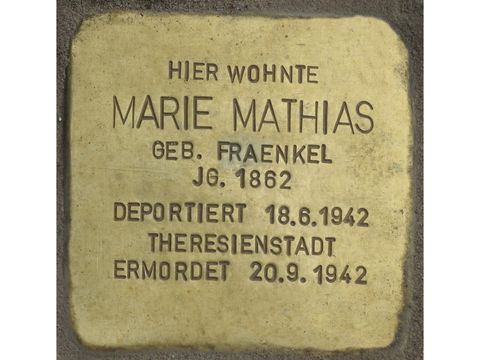 HIER WOHNTE
MARIE MATHIAS
GEB. FRAENKEL
JG. 1862
DEPORTIERT 18.6.1942
THERESIENSTADT
ERMORDET 20.9.1942